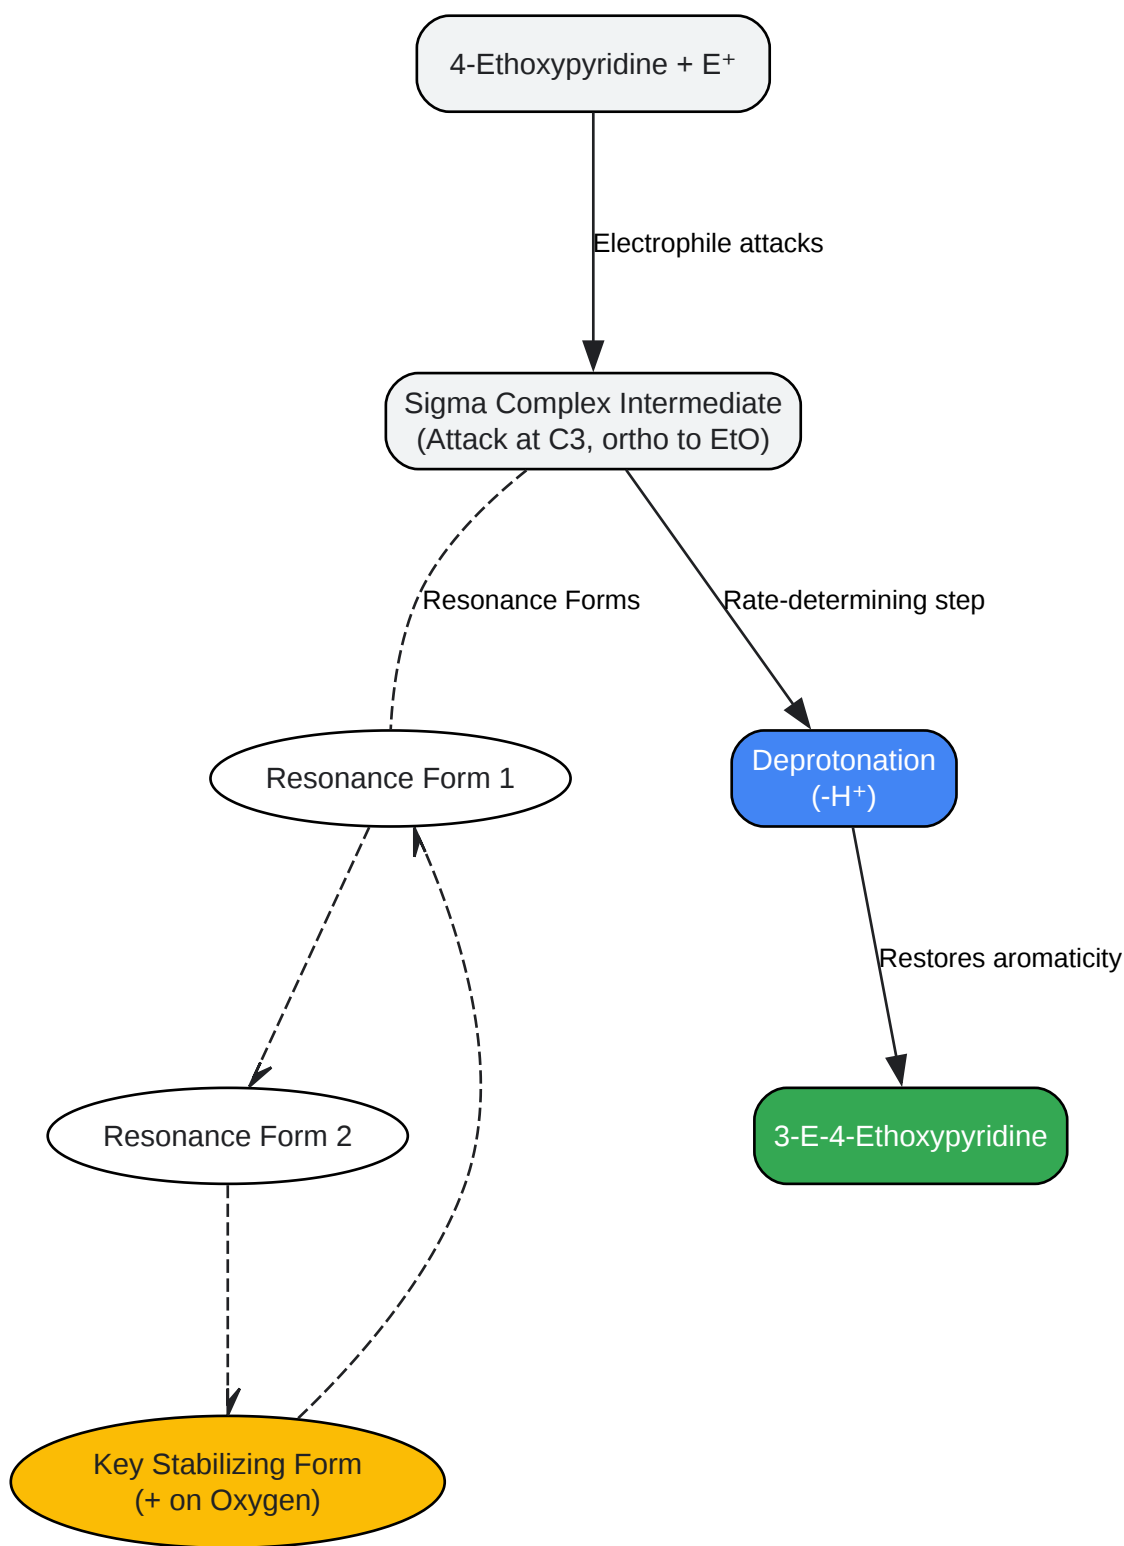 4-Ethoxypyridine + E⁺
Electrophile attacks
Sigma Complex Intermediate
(Attack at C3, ortho to EtO)
Resonance Forms
Rate-determining step
Resonance Form 1
Deprotonation
(-H⁺)
Restores aromaticity
Resonance Form 2
3-E-4-Ethoxypyridine
Key Stabilizing Form
(+ on Oxygen)